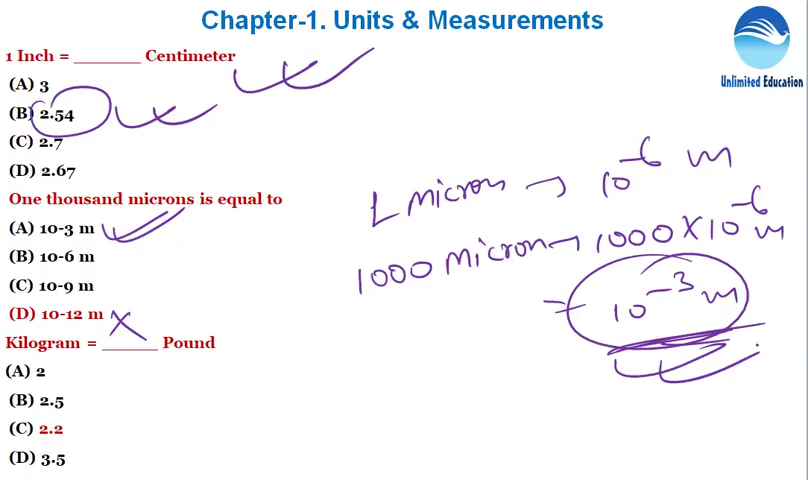 Chapter-1. Units & Measurements
Unlimited Education
1 Inch = ______ Centimeter
(A) 3
(B) 2.54
(C) 2.7
(D) 2.67
One thousand microns is equal to
(A) 10-3 m
(B) 10-6 m
(C) 10-9 m
(D) 10-12 m
Kilogram = ______ Pound
(A) 2
(B) 2.5
(C) 2.2
(D) 3.5
1 Micron → 10⁻⁶ m
1000 Micron → 1000 × 10⁻⁶ m
= 10⁻³ m